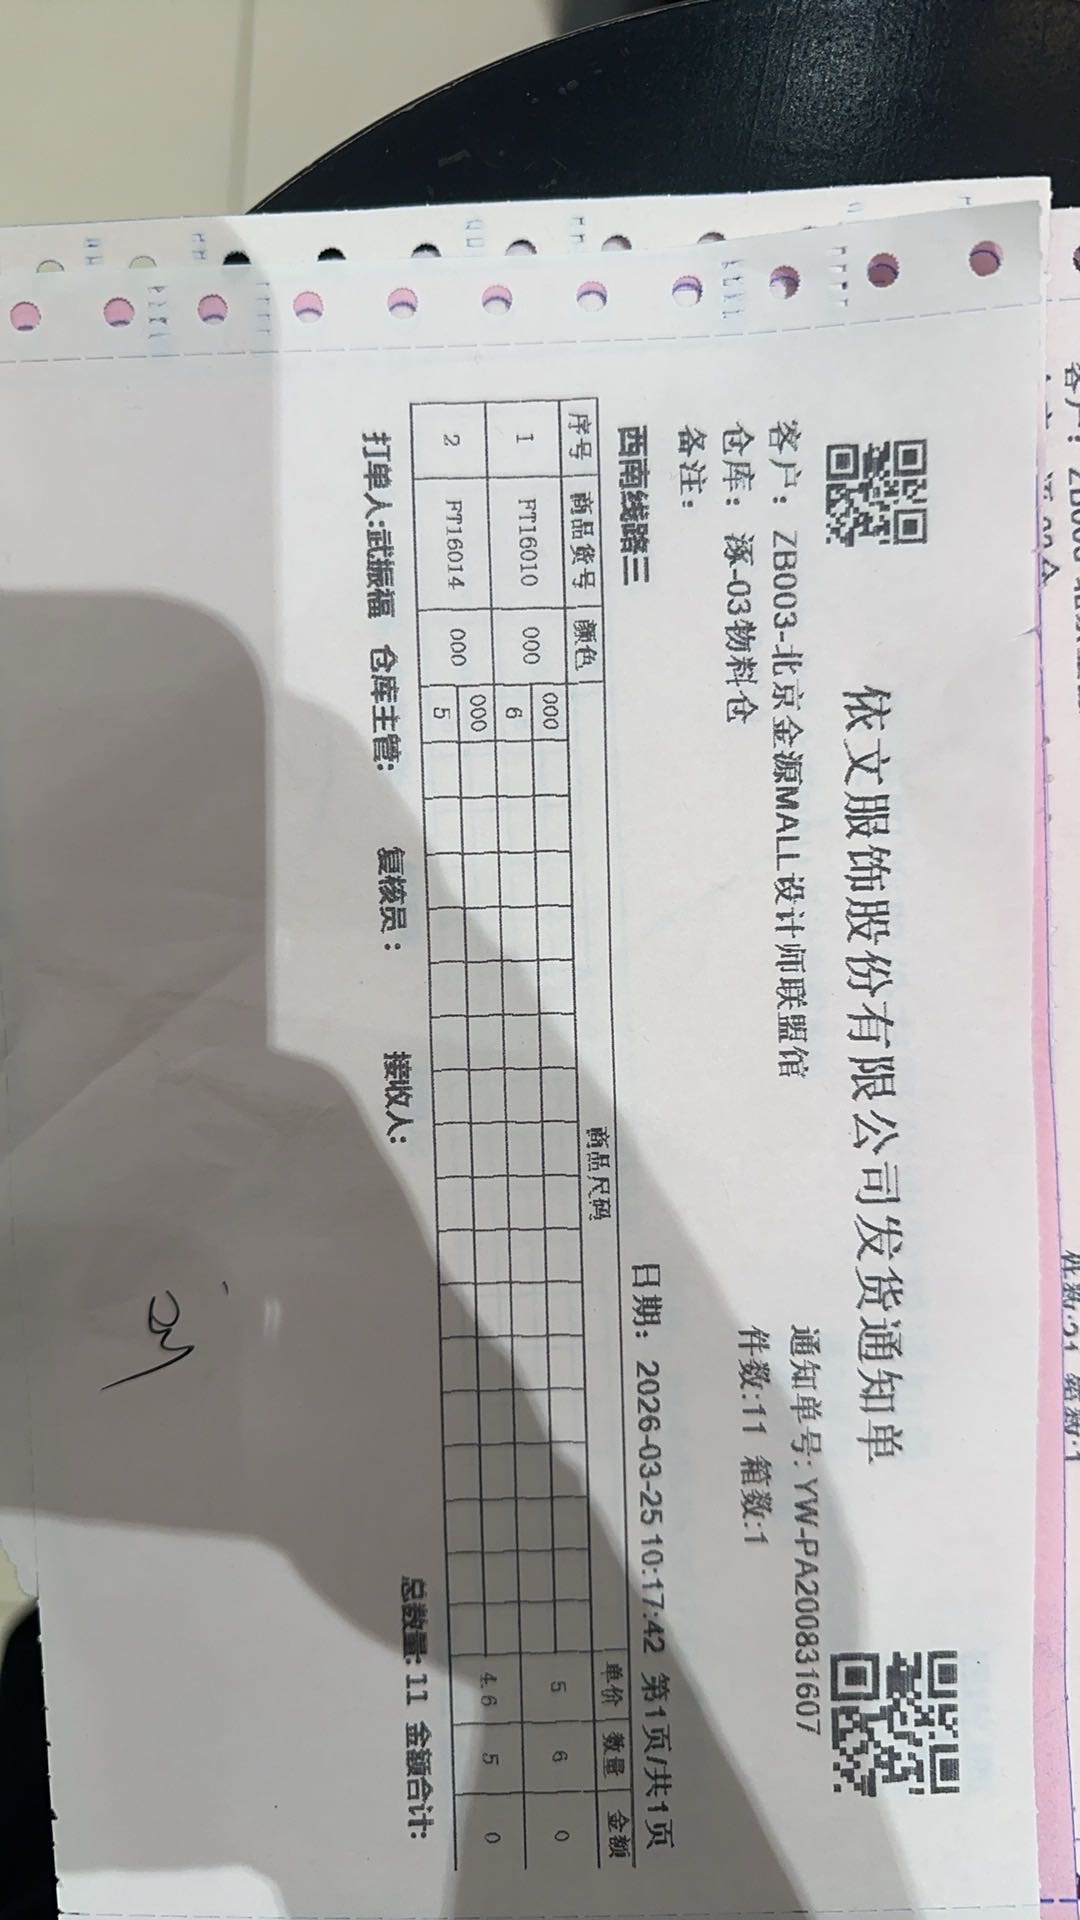 依文服饰股份有限公司发货通知单
客户：ZB003-北京金源MALL设计师联盟馆 通知单号：YW-PA200831607
仓库：涿-03物料仓 件数:11 箱数:1
备注：
西南线路三 日期：2026-03-25 10:17:42 第1页/共1页
序号 商品货号 颜色 商品尺码 单价 数量 金额
1 FT16010 000 000 5 6 0
6
2 FT16014 000 000 4.6 5 0
5
总数量：11 金额合计：
打单人:武振福 仓库主管： 复核员： 接收人：
件数:21 箱数:1